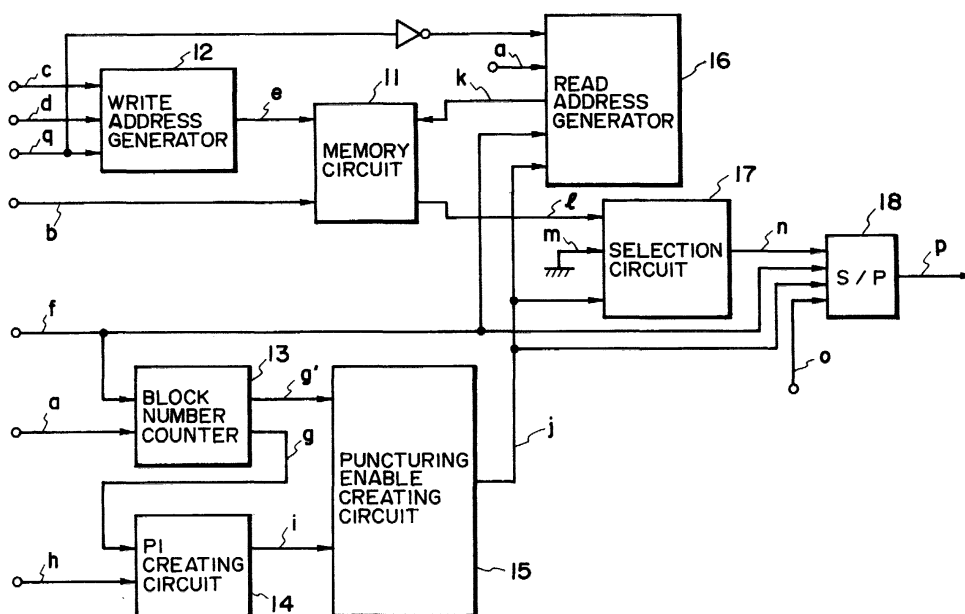 c
d
q
b
12
WRITE
ADDRESS
GENERATOR
e
11
MEMORY
CIRCUIT
a
k
READ
ADDRESS
GENERATOR
16
ℓ
m
17
SELECTION
CIRCUIT
n
18
S/P
p
o
f
a
13
BLOCK
NUMBER
COUNTER
g'
g
PUNCTURING
ENABLE
CREATING
CIRCUIT
15
j
h
PI
CREATING
CIRCUIT
14
i